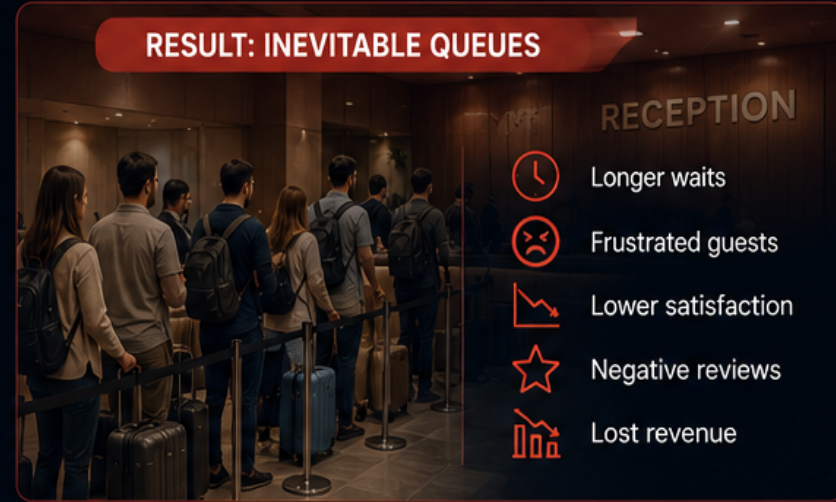 RESULT: INEVITABLE QUEUES
RECEPTION
Longer waits
Frustrated guests
Lower satisfaction
Negative reviews
Lost revenue